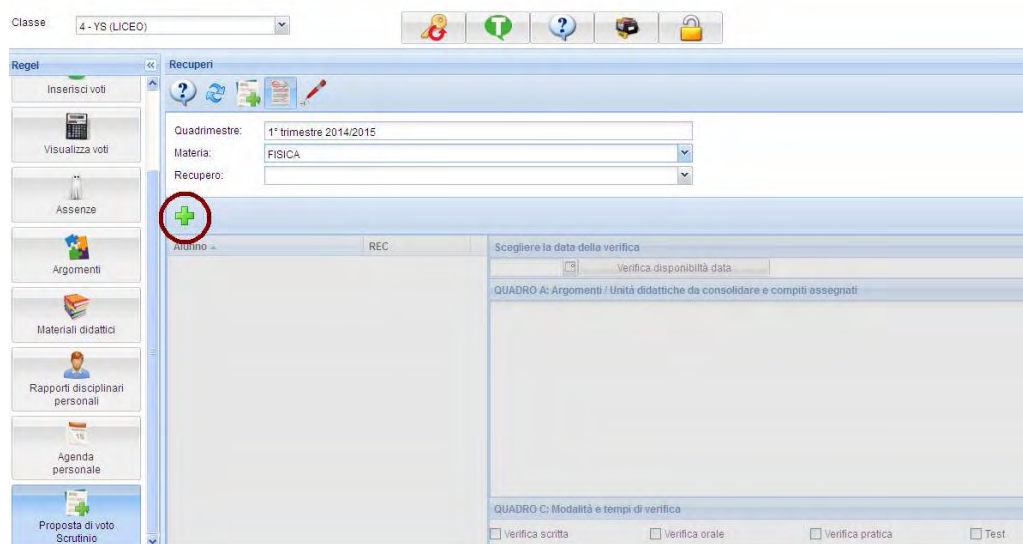 Classe
4 - YS (LICEO)
T
?
Regel
«
Recuperi
Inserisci voti
?
Quadrimestre:
1° trimestre 2014/2015
Visualizza voti
Materia:
FISICA
Recupero:
Assenze
Alunno
REC
Scegliere la data della verifica
Verifica disponibiltà data
Argomenti
QUADRO A: Argomenti / Unità didattiche da consolidare e compiti assegnati
Materiali didattici
Rapporti disciplinari
personali
15
Agenda
personale
QUADRO C: Modalità e tempi di verifica
Proposta di voto
Scrutinio
Verifica scritta
Verifica orale
Verifica pratica
Test